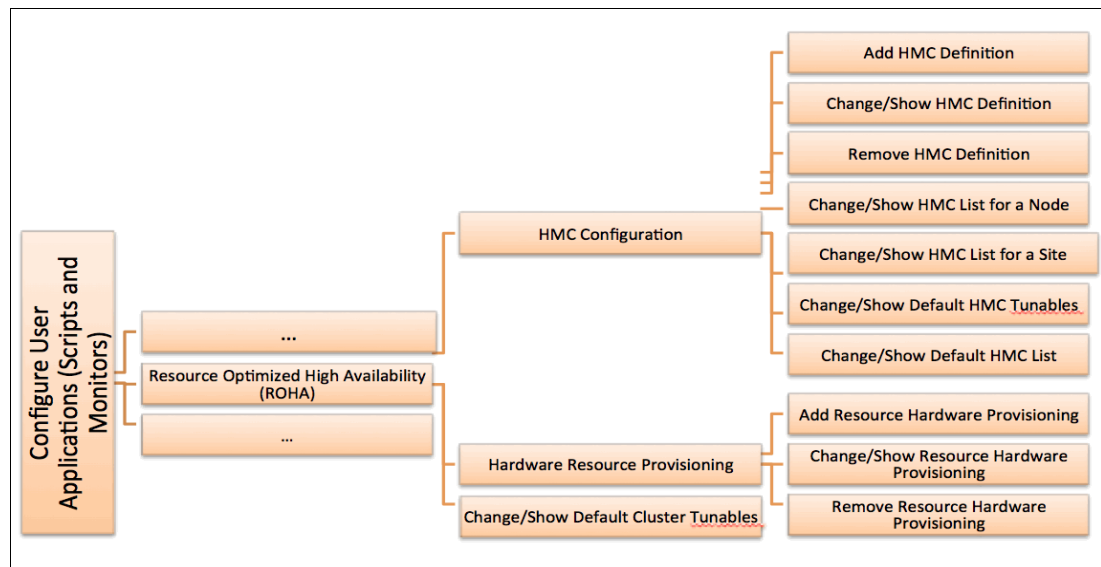 Configure User
Applications (Scripts and
Monitors)
...
Resource Optimized High Availability
(ROHA)
...
HMC Configuration
Hardware Resource Provisioning
Change/Show Default Cluster Tunables
Add HMC Definition
Change/Show HMC Definition
Remove HMC Definition
Change/Show HMC List for a Node
Change/Show HMC List for a Site
Change/Show Default HMC Tunables
Change/Show Default HMC List
Add Resource Hardware Provisioning
Change/Show Resource Hardware
Provisioning
Remove Resource Hardware
Provisioning